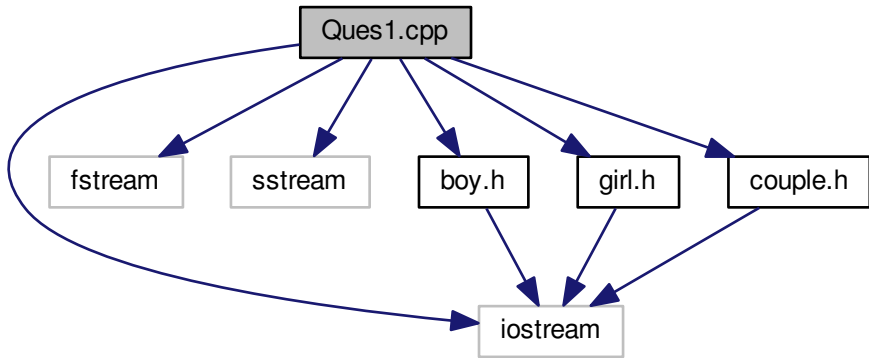 Ques1.cpp
fstream
sstream
boy.h
girl.h
couple.h
iostream